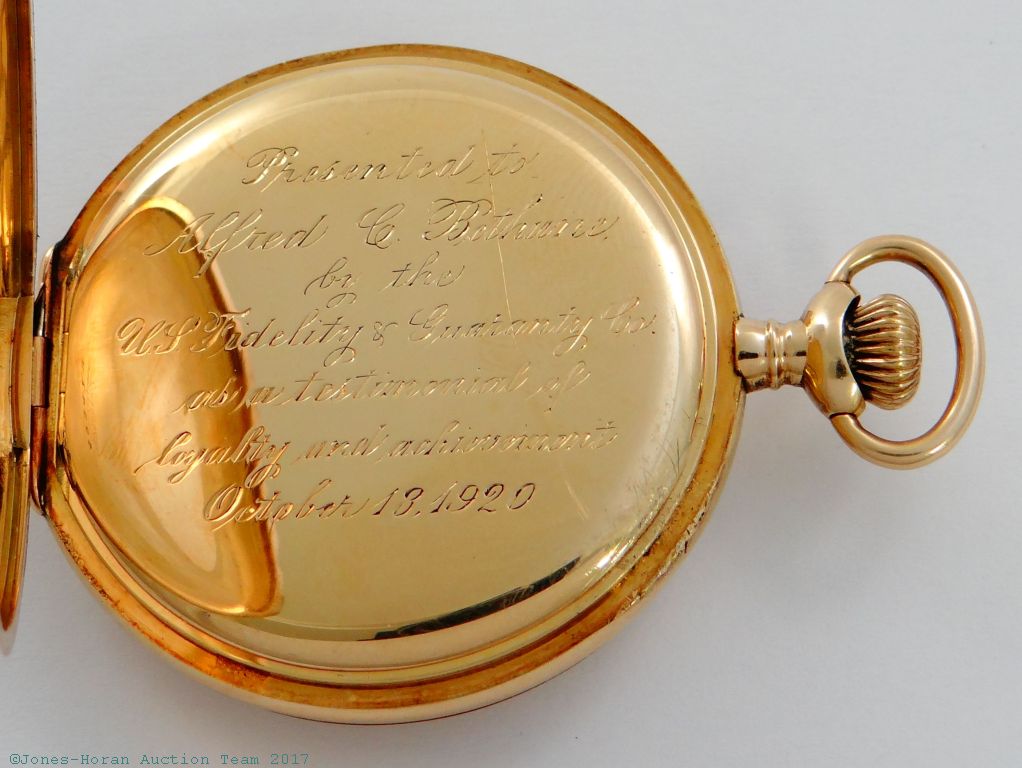 Presented to
Alfred C. Bothwice.
by the
U.S Fidelity & Guaranty Co.
as a testimonial of
loyalty and achievement
October 13, 1920
©Jones-Horan Auction Team 2017